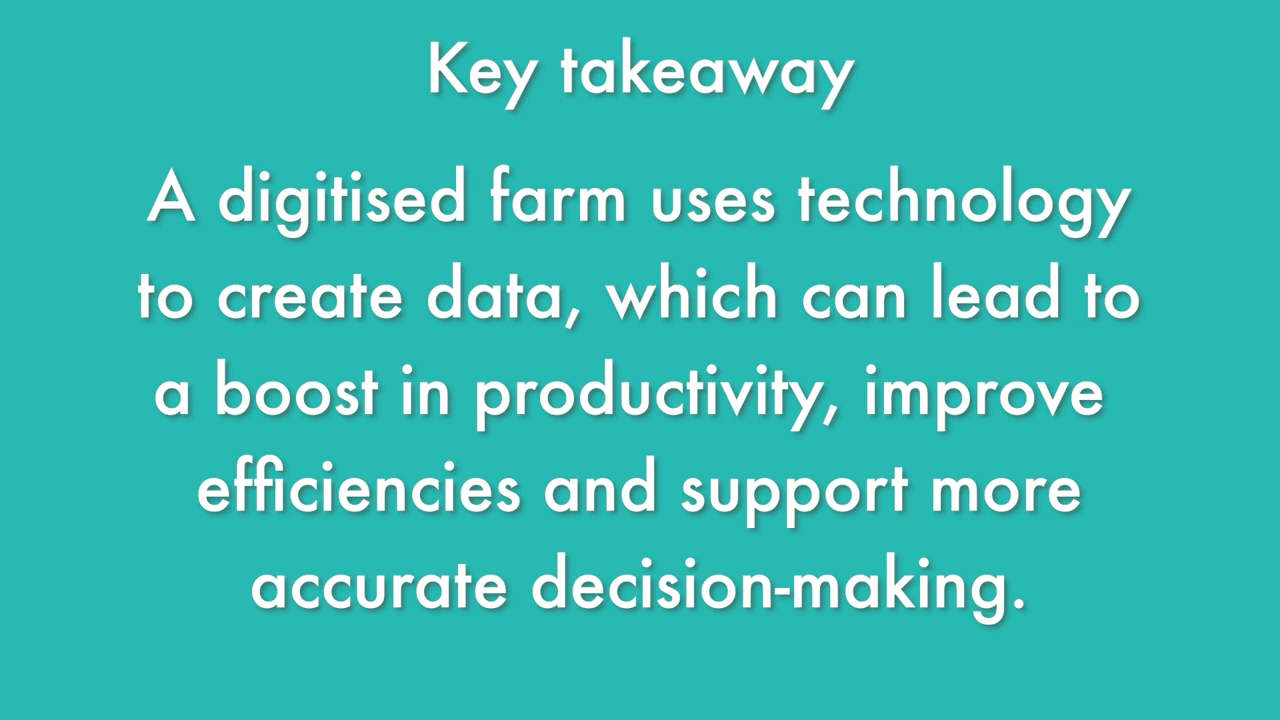 Key takeaway
A digitised farm uses technology
to create data, which can lead to
a boost in productivity, improve
efficiencies and support more
accurate decision-making.